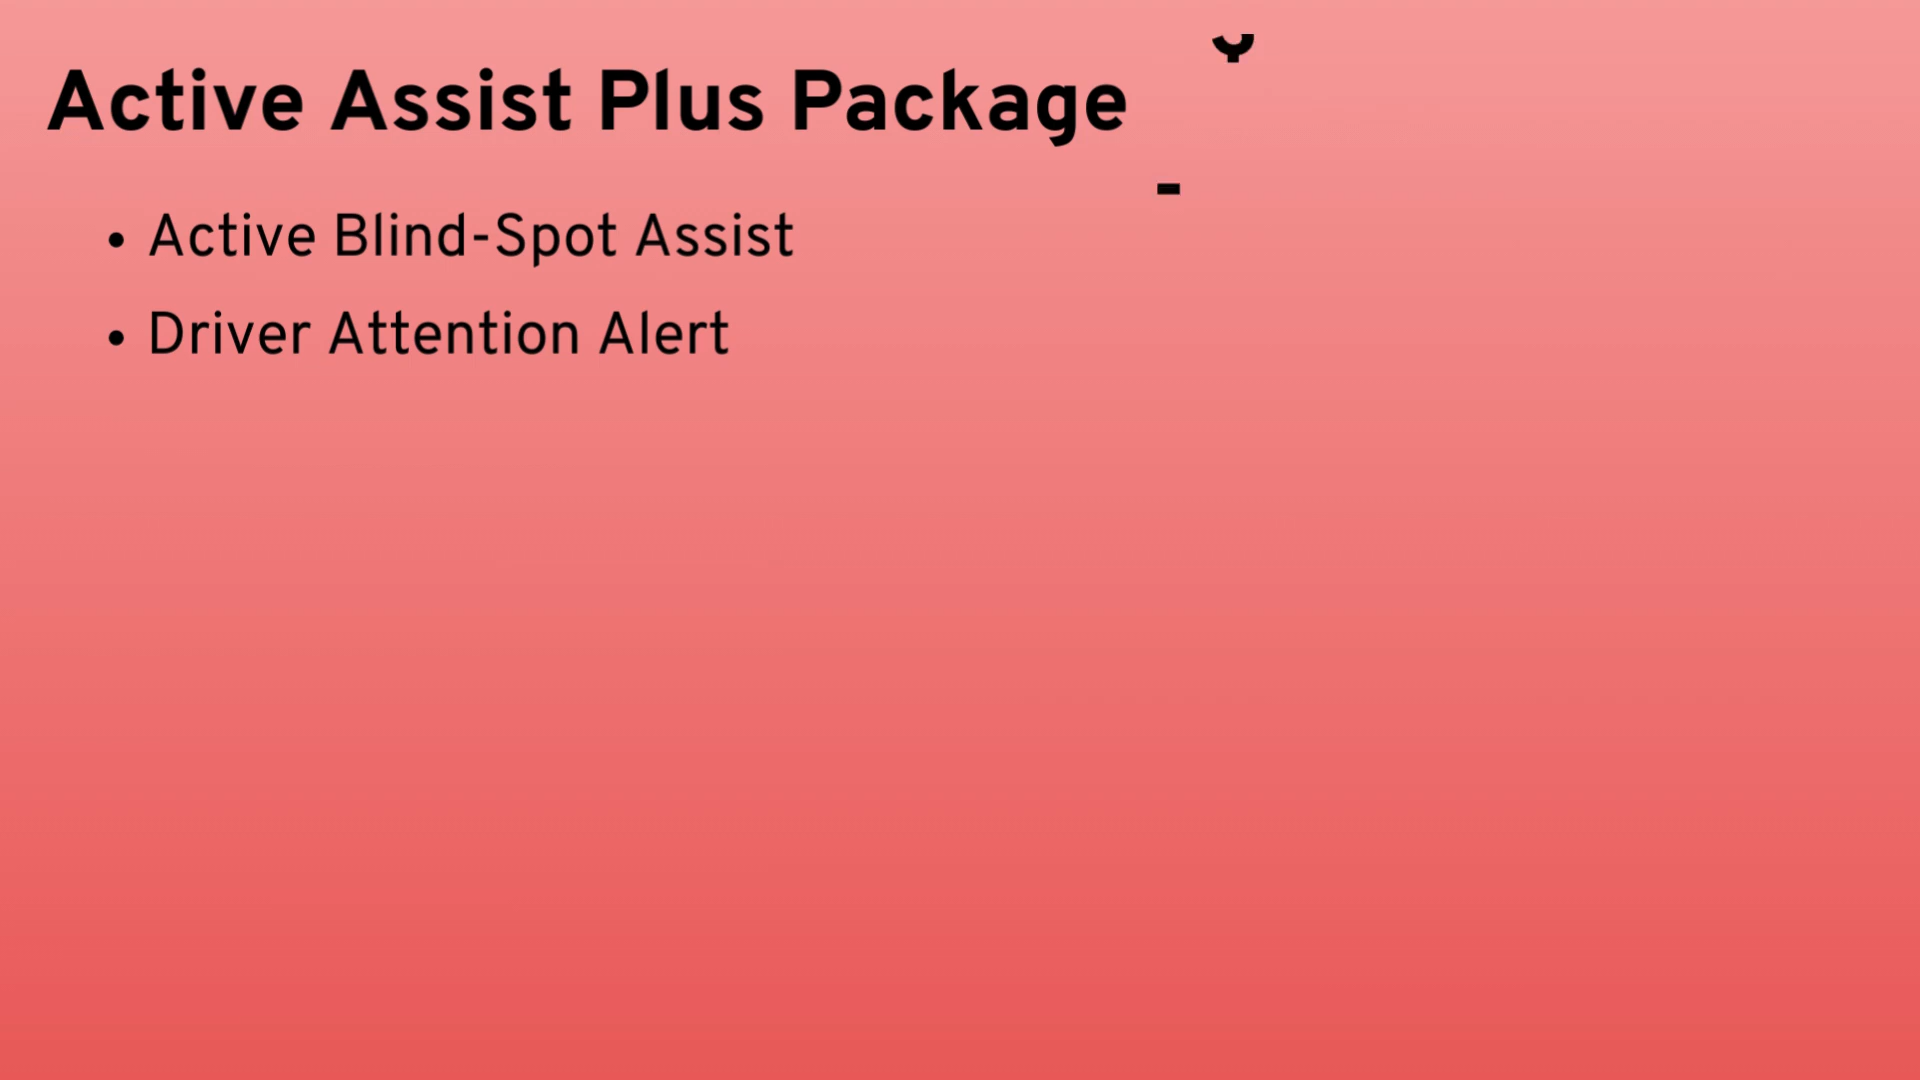 Active Assist Plus Package
• Active Blind-Spot Assist
• Driver Attention Alert